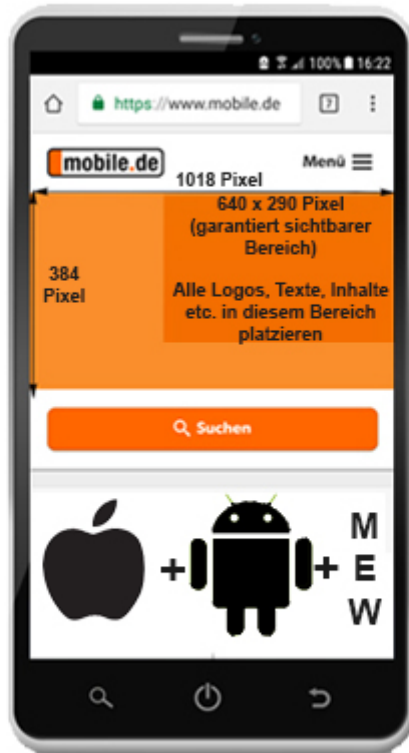 100% 16:22
https://www.mobile.de 7
mobile.de Menü
1018 Pixel
640 x 290 Pixel
(garantiert sichtbarer
Bereich)
384
Pixel
Alle Logos, Texte, Inhalte
etc. in diesem Bereich
platzieren
Suchen
+ + M
E
W